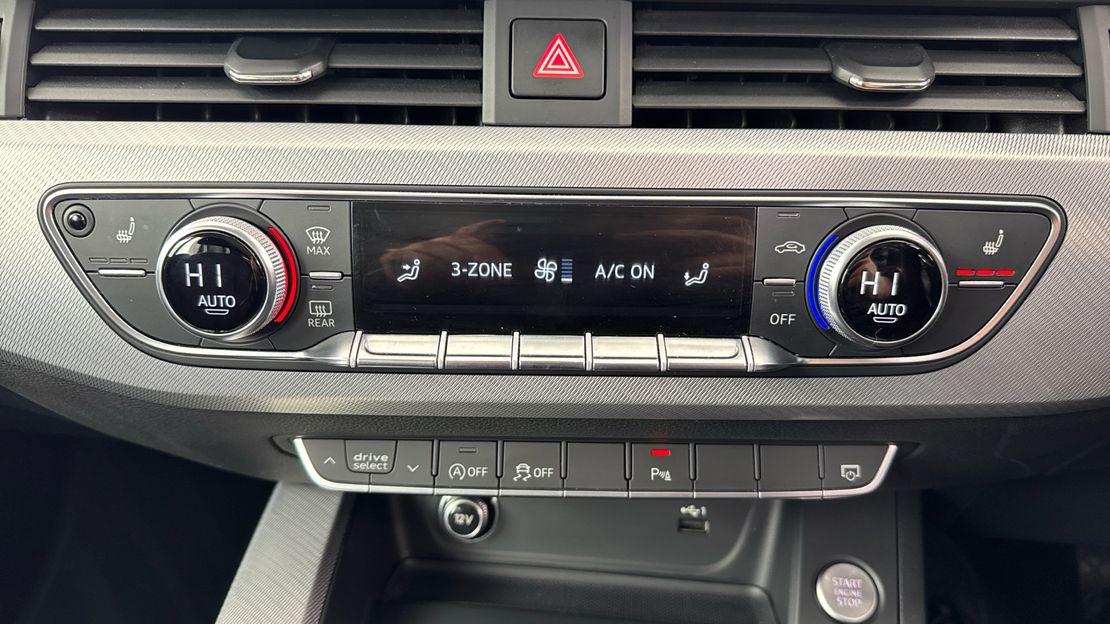 MAX
HI
AUTO
REAR
3-ZONE
A/C ON
HI
AUTO
OFF
drive
select
A OFF
OFF
P
12V
START
ENGINE
STOP